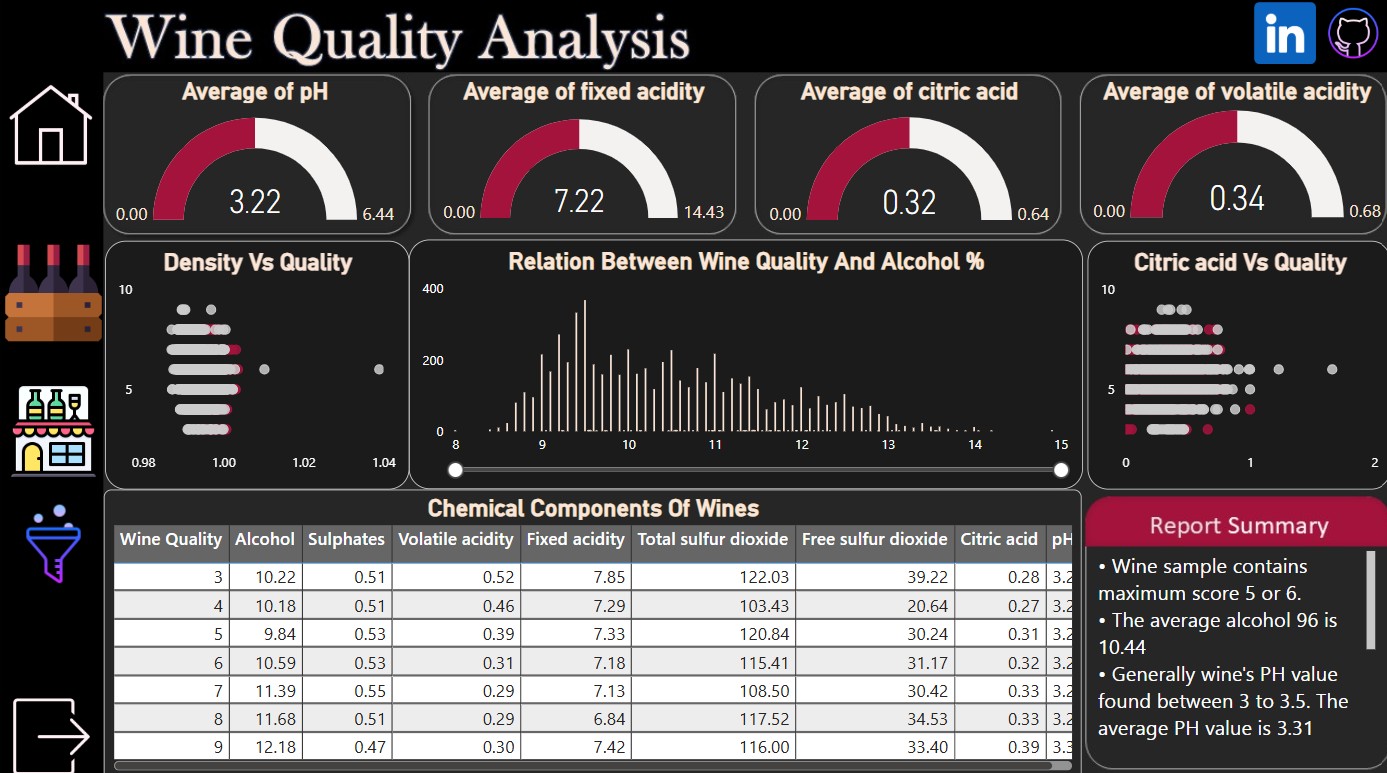 Wine Quality Analysis
in
Average of pH
0.00
3.22
6.44
Average of fixed acidity
0.00
7.22
14.43
Average of citric acid
0.00
0.32
0.64
Average of volatile acidity
0.00
0.34
0.68
Density Vs Quality
10
5
0.98 1.00 1.02 1.04
Relation Between Wine Quality And Alcohol %
400
200
0
8 9 10 11 12 13 14 15
Citric acid Vs Quality
10
5
0 1 2
Chemical Components Of Wines
Wine Quality Alcohol Sulphates Volatile acidity Fixed acidity Total sulfur dioxide Free sulfur dioxide Citric acid pH
3 10.22 0.51 0.52 7.85 122.03 39.22 0.28 3.2
4 10.18 0.51 0.46 7.29 103.43 20.64 0.27 3.2
5 9.84 0.53 0.39 7.33 120.84 30.24 0.31 3.2
6 10.59 0.53 0.31 7.18 115.41 31.17 0.32 3.2
7 11.39 0.55 0.29 7.13 108.50 30.42 0.33 3.2
8 11.68 0.51 0.29 6.84 117.52 34.53 0.33 3.2
9 12.18 0.47 0.30 7.42 116.00 33.40 0.39 3.3
Report Summary
• Wine sample contains
maximum score 5 or 6.
• The average alcohol 96 is
10.44
• Generally wine's PH value
found between 3 to 3.5. The
average PH value is 3.31